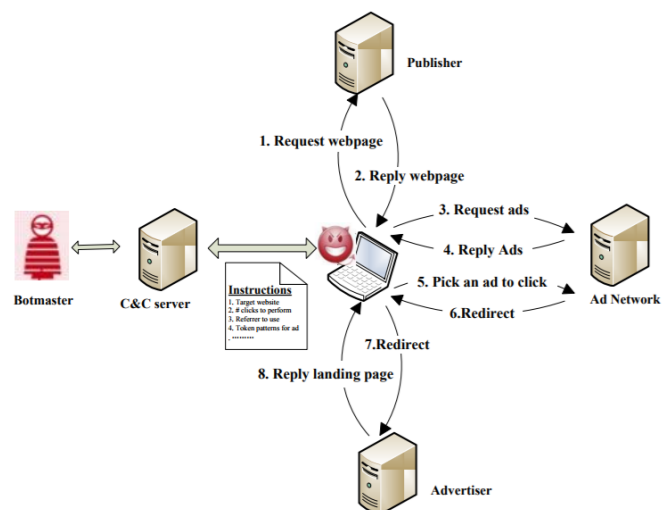 Publisher
1. Request webpage
2. Reply webpage
3. Request ads
4. Reply Ads
Botmaster
C&C server
Instructions
1. Target website
2. # clicks to perform
3. Referrer to use
4. Token patterns for ad
. ·········
5. Pick an ad to click
6.Redirect
Ad Network
7.Redirect
8. Reply landing page
Advertiser